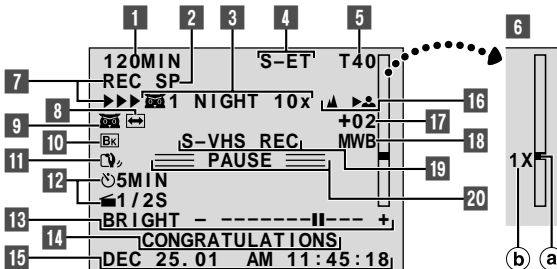 1 2 3 4 5 6
120MIN S-ET T40
7 REC SP
1 NIGHT 10x 16
8 +02 17
9 MWB 18
10 BK S-VHS REC 19
11 PAUSE 20
12 5MIN 1X
1/2S
13 BRIGHT - --------- --- +
14 CONGRATULATIONS
15 DEC 25.01 AM 11:45:18 b a